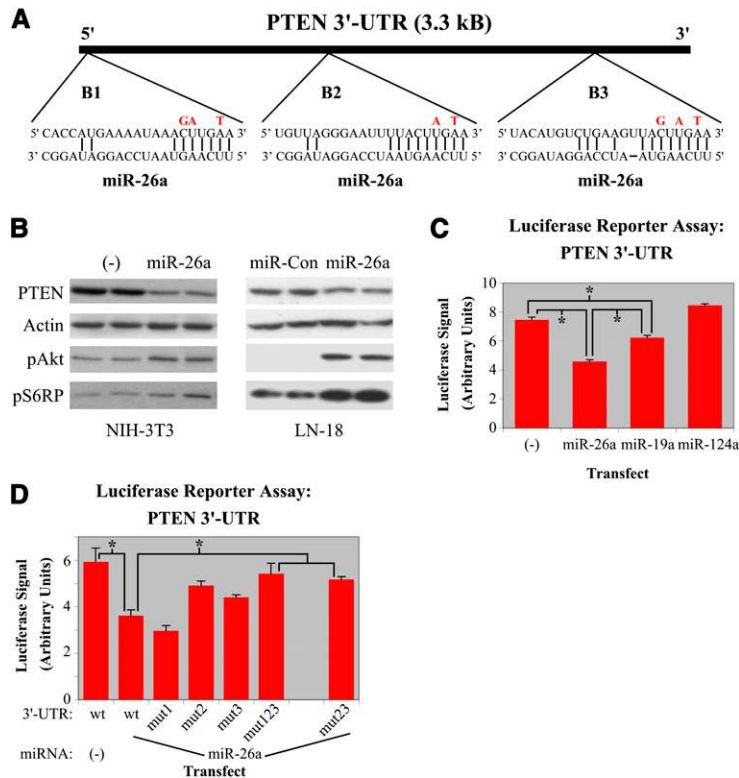 A
PTEN 3'-UTR (3.3 kB)
5' 3'
B1 B2 B3
GA T A T G A T
5' CACCAUGAAAAUAAACUUGAA 3' 5' UGUUAGGGAAUUUUACUUGAA 3' 5' UACAUGUCUGAAGUUACUUGAA 3'
3' CGGAUAGGACCUAAUGAACUU 5' 3' CGGAUAGGACCUAAUGAACUU 5' 3' CGGAUAGGACCUA–AUGAACUU 5'
miR-26a miR-26a miR-26a
B
(-) miR-26a miR-Con miR-26a
PTEN
Actin
pAkt
pS6RP
NIH-3T3 LN-18
C
Luciferase Reporter Assay:
PTEN 3'-UTR
Luciferase Signal
(Arbitrary Units)
10
8
6
4
2
0
* * *
(-) miR-26a miR-19a miR-124a
Transfect
D
Luciferase Reporter Assay:
PTEN 3'-UTR
Luciferase Signal
(Arbitrary Units)
6
4
2
0
* *
3'-UTR: wt wt mut1 mut2 mut3 mut123 mut23
miRNA: (-) miR-26a
Transfect